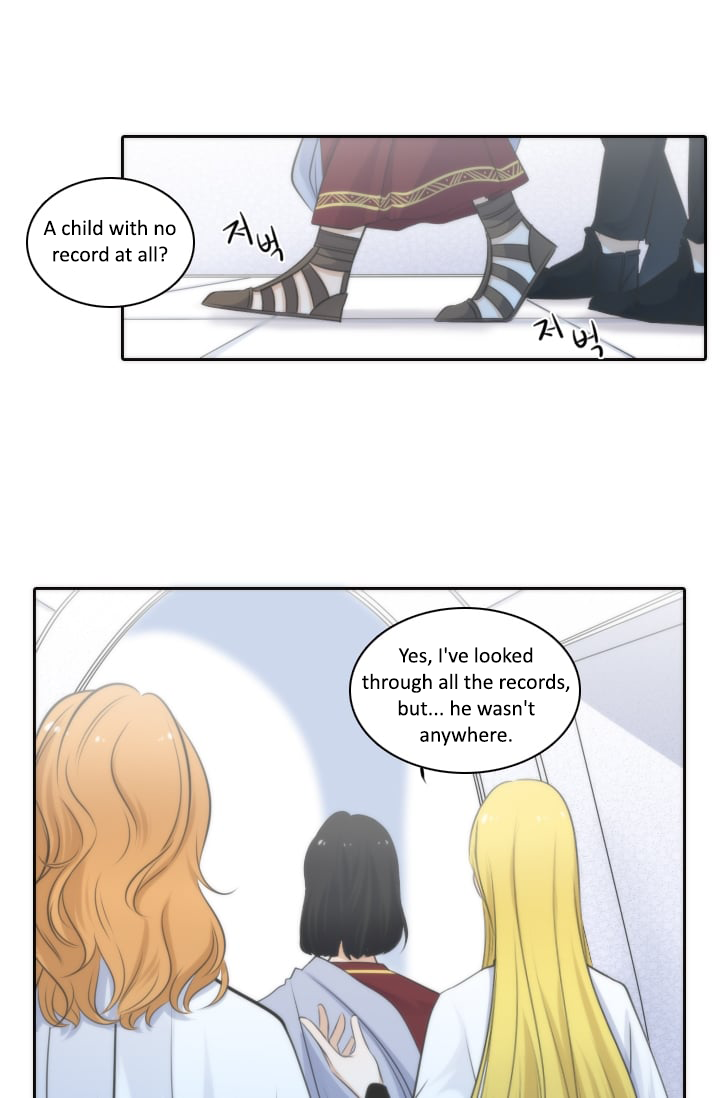 A child with no
record at all?
저벅
저벅
Yes, I've looked
through all the records,
but... he wasn't
anywhere.